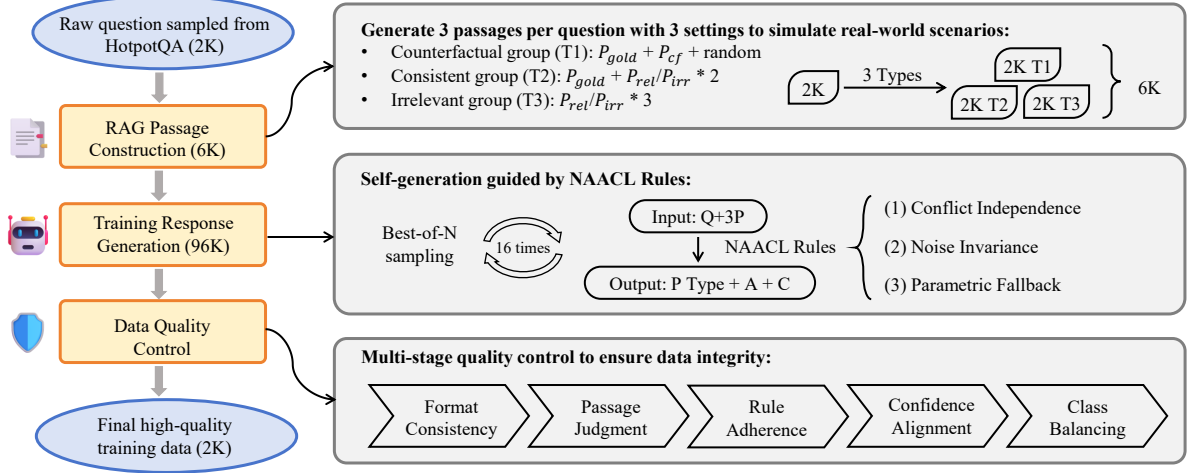 Raw question sampled from
HotpotQA (2K)
RAG Passage
Construction (6K)
Training Response
Generation (96K)
Data Quality
Control
Final high-quality
training data (2K)
Generate 3 passages per question with 3 settings to simulate real-world scenarios:
• Counterfactual group (T1): P_gold + P_cf + random
• Consistent group (T2): P_gold + P_rel/P_irr * 2
• Irrelevant group (T3): P_rel/P_irr * 3
2K
3 Types
2K T1
2K T2
2K T3
6K
Self-generation guided by NAACL Rules:
Best-of-N
sampling
16 times
Input: Q+3P
NAACL Rules
Output: P Type + A + C
(1) Conflict Independence
(2) Noise Invariance
(3) Parametric Fallback
Multi-stage quality control to ensure data integrity:
Format
Consistency
Passage
Judgment
Rule
Adherence
Confidence
Alignment
Class
Balancing